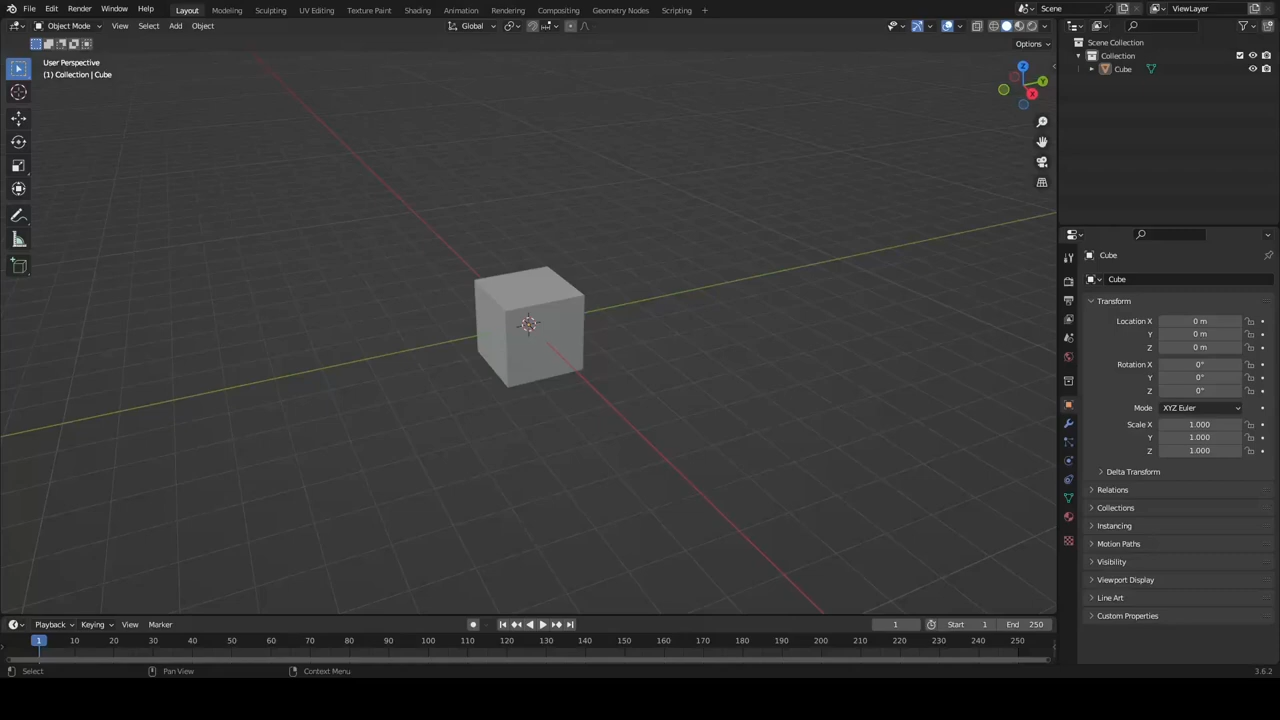 File Edit Render Window Help Layout Modeling Sculpting UV Editing Texture Paint Shading Animation Rendering Compositing Geometry Nodes Scripting + Scene ViewLayer
Object Mode View Select Add Object Global
Options
User Perspective
(1) Collection | Cube
Z
Y
X
Scene Collection
Collection
Cube
Cube
Cube
Transform
Location X 0 m
Y 0 m
Z 0 m
Rotation X 0°
Y 0°
Z 0°
Mode XYZ Euler
Scale X 1.000
Y 1.000
Z 1.000
Delta Transform
Relations
Collections
Instancing
Motion Paths
Visibility
Viewport Display
Line Art
Custom Properties
Playback Keying View Marker 1 Start 1 End 250
1 10 20 30 40 50 60 70 80 90 100 110 120 130 140 150 160 170 180 190 200 210 220 230 240 250
Select Pan View Context Menu 3.6.2